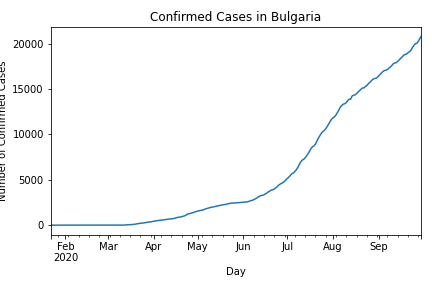 Confirmed Cases in Bulgaria
20000
15000
10000
5000
0
Number of Confirmed Cases
Feb Mar Apr May Jun Jul Aug Sep
2020
Day